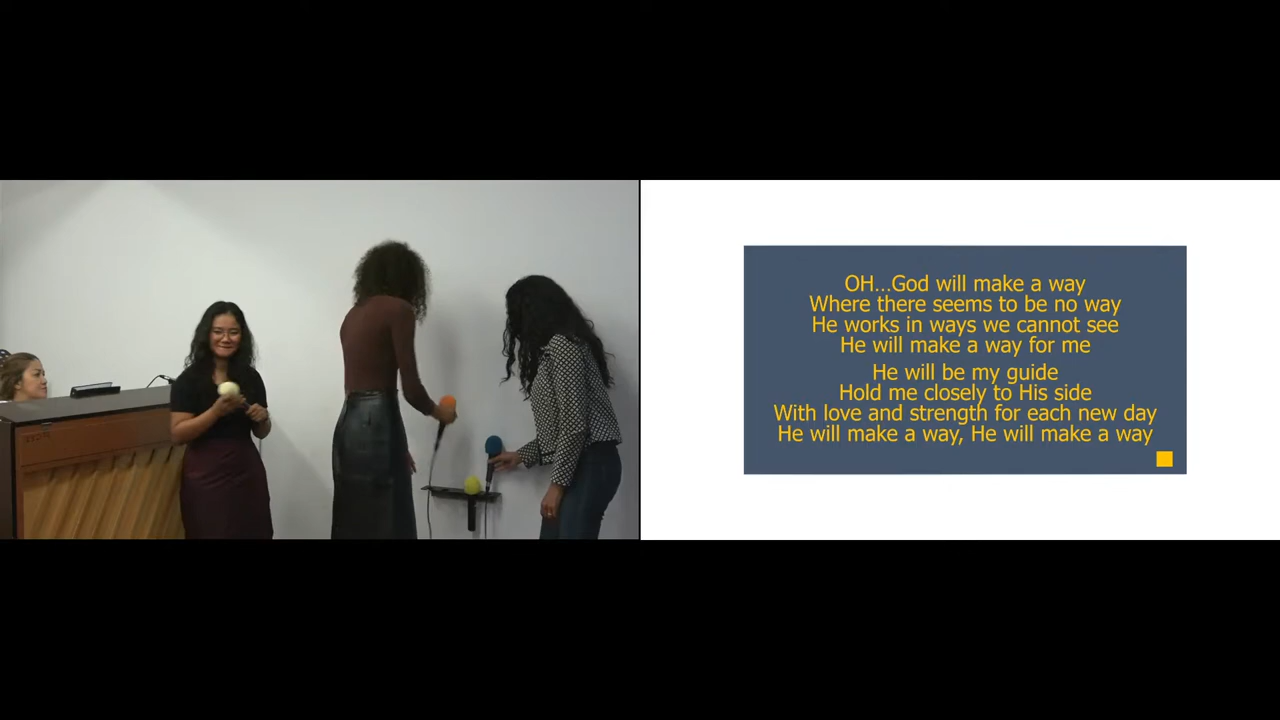 OH...God will make a way
Where there seems to be no way
He works in ways we cannot see
He will make a way for me
He will be my guide
Hold me closely to His side
With love and strength for each new day
He will make a way, He will make a way